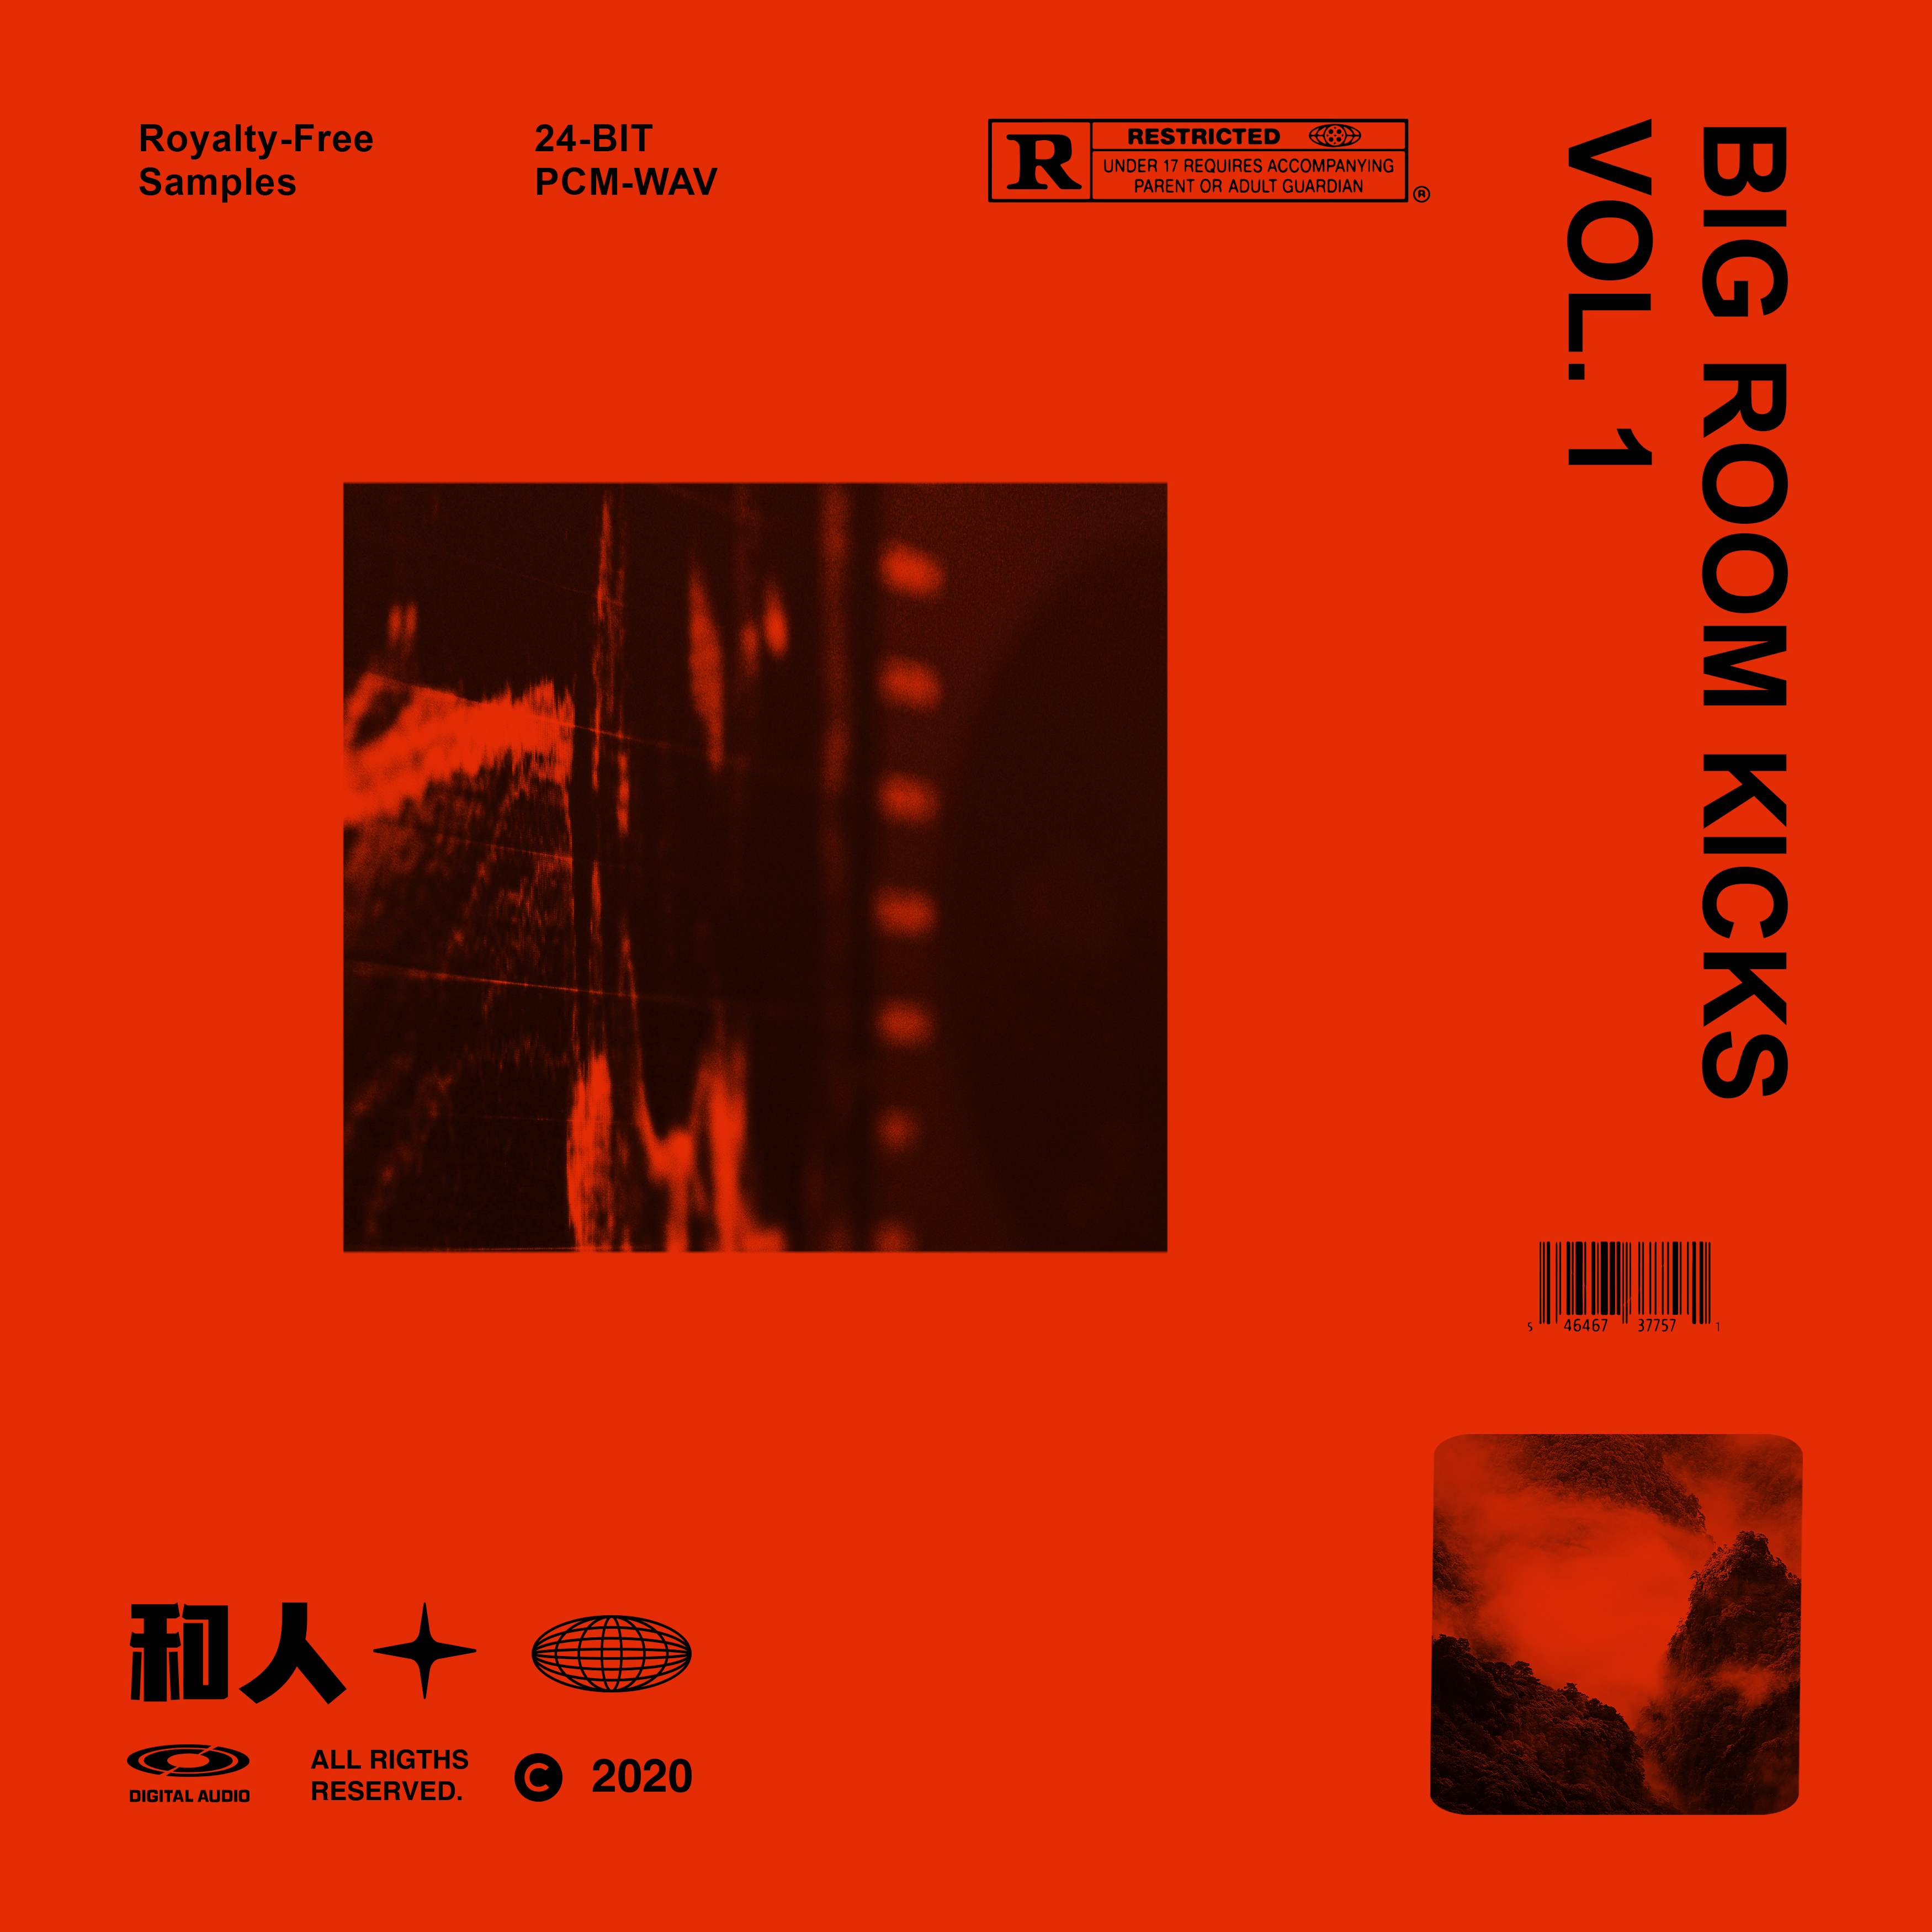 Royalty-Free
Samples
24-BIT
PCM-WAV
R
RESTRICTED
UNDER 17 REQUIRES ACCOMPANYING
PARENT OR ADULT GUARDIAN
®
BIG ROOM KICKS
VOL. 1
5 46467 37757 1
和人
DIGITAL AUDIO
ALL RIGTHS
RESERVED.
© 2020